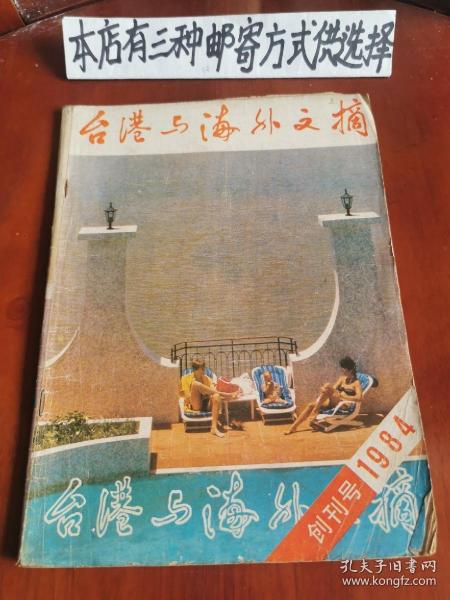 本店有三种邮寄方式供选择
台港与海外文摘
台港与海外文摘
创刊号 1984
孔夫子旧书网
www.kongfz.com